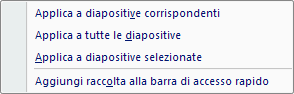 Applica a diapositive corrispondenti
Applica a tutte le diapositive
Applica a diapositive selezionate
Aggiungi raccolta alla barra di accesso rapido